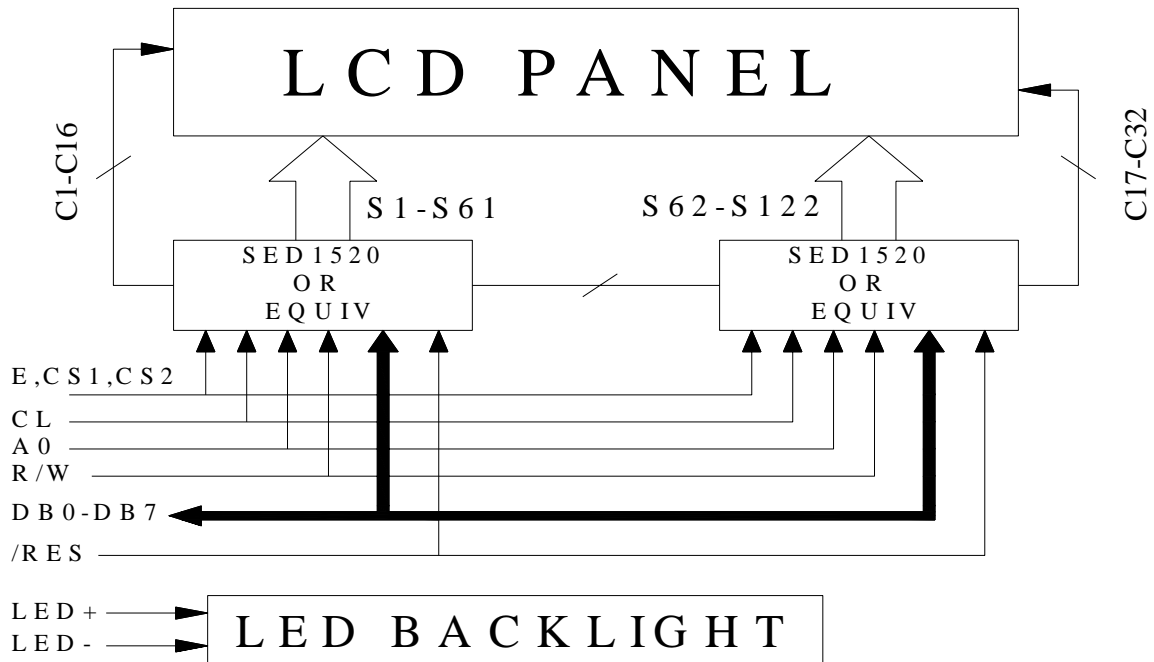 LCD PANEL
C1-C16
C17-C32
S1-S61
S62-S122
SED1520
OR
EQUIV
SED1520
OR
EQUIV
E,CS1,CS2
CL
A0
R/W
DB0-DB7
/RES
LED+
LED-
LED BACKLIGHT